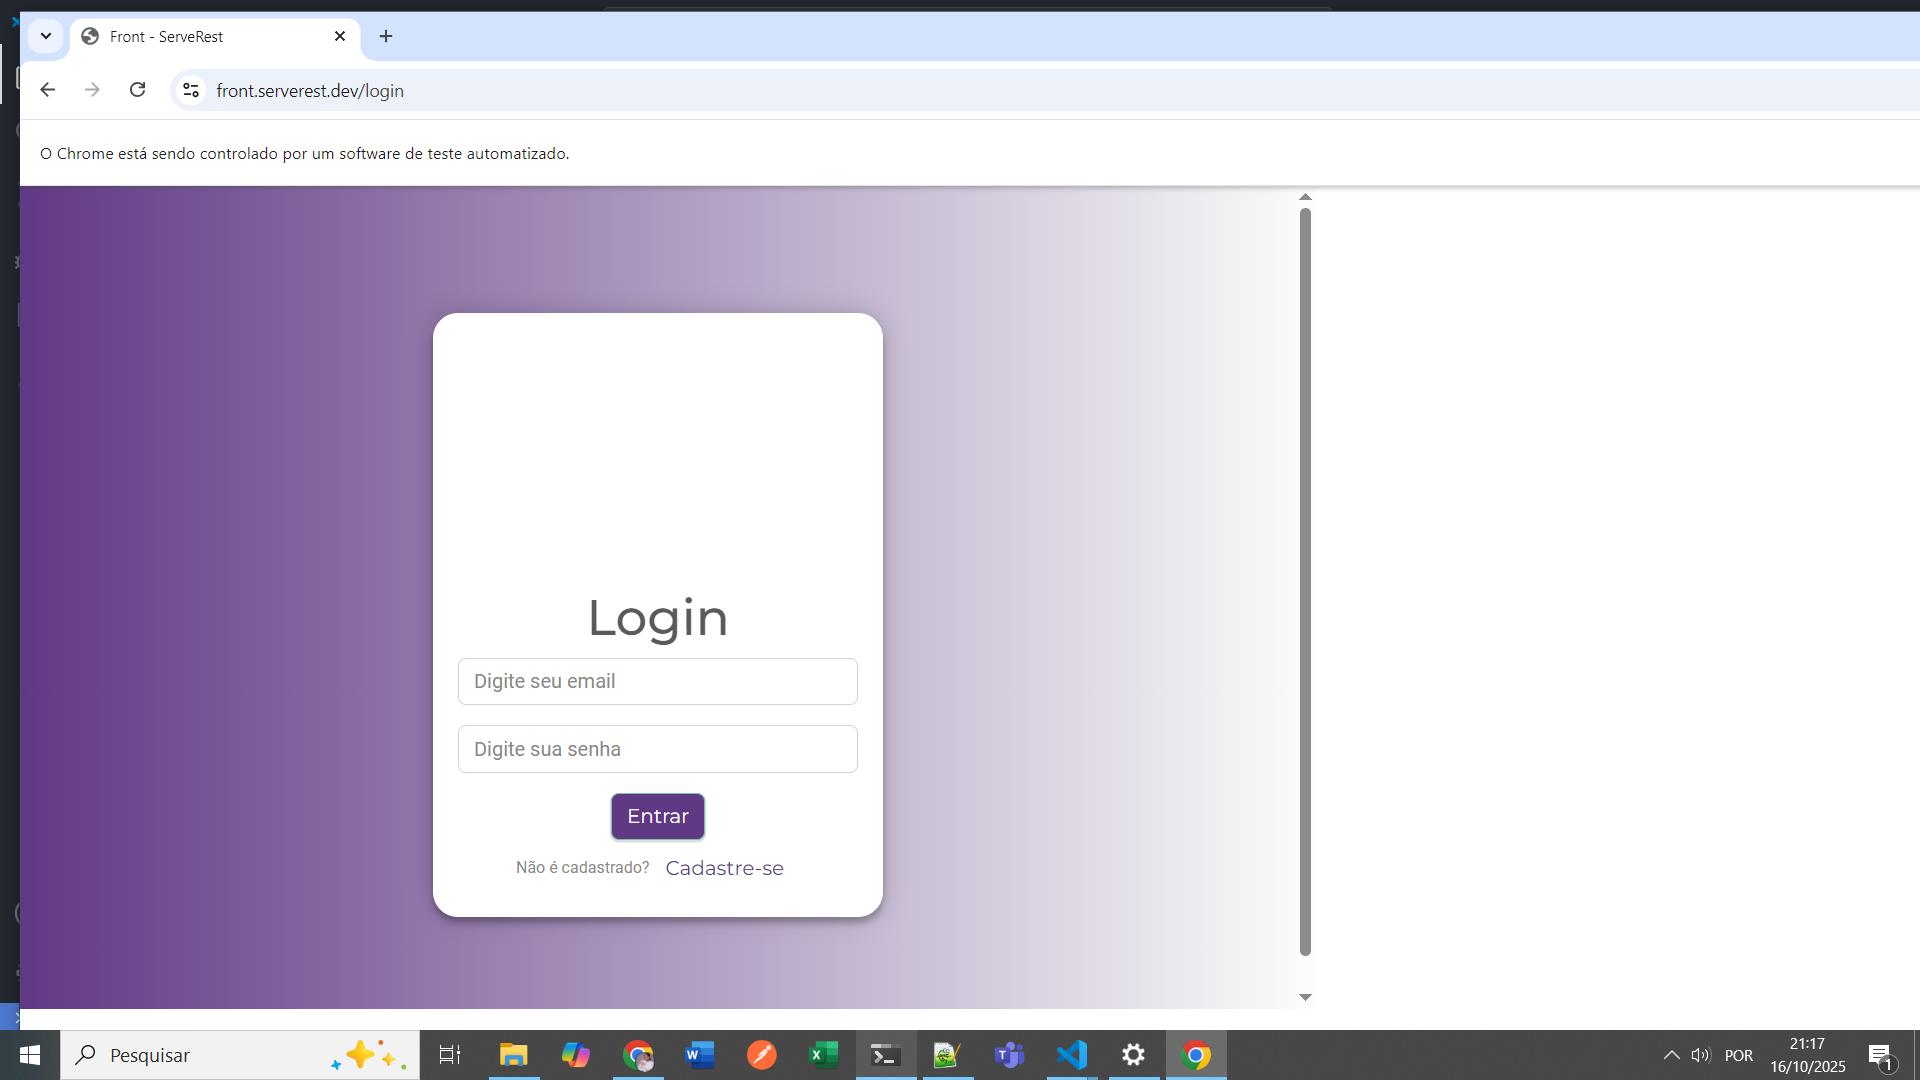 Front - ServeRest
front.serverest.dev/login
O Chrome está sendo controlado por um software de teste automatizado.
Login
Digite seu email
Digite sua senha
Entrar
Não é cadastrado? Cadastre-se
Pesquisar
POR
21:17
16/10/2025
1